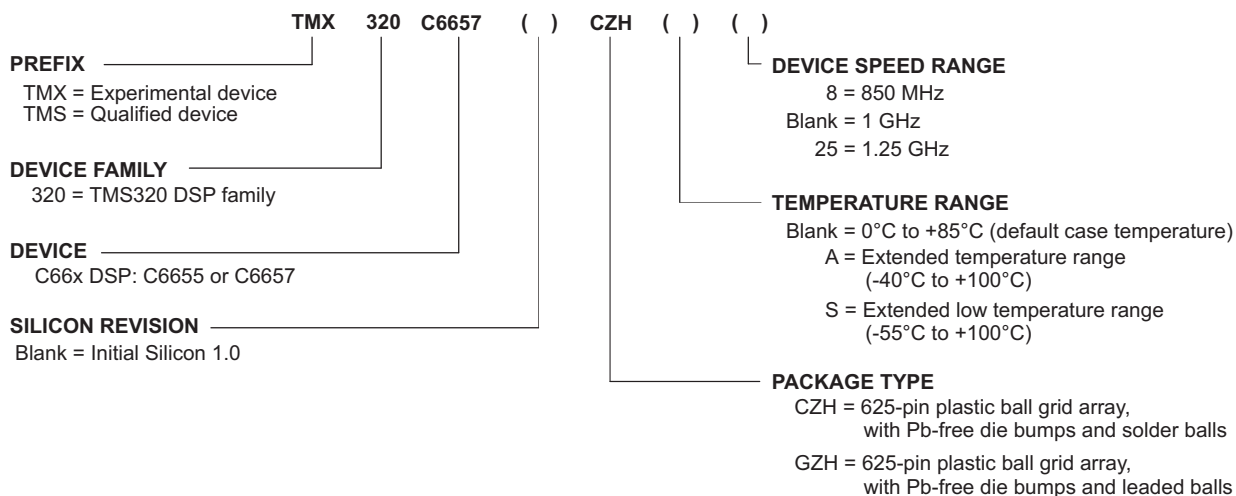 TMX 320 C6657 ( ) CZH ( ) ( )
PREFIX
TMX = Experimental device
TMS = Qualified device
DEVICE FAMILY
320 = TMS320 DSP family
DEVICE
C66x DSP: C6655 or C6657
SILICON REVISION
Blank = Initial Silicon 1.0
DEVICE SPEED RANGE
8 = 850 MHz
Blank = 1 GHz
25 = 1.25 GHz
TEMPERATURE RANGE
Blank = 0°C to +85°C (default case temperature)
A = Extended temperature range
(-40°C to +100°C)
S = Extended low temperature range
(-55°C to +100°C)
PACKAGE TYPE
CZH = 625-pin plastic ball grid array,
with Pb-free die bumps and solder balls
GZH = 625-pin plastic ball grid array,
with Pb-free die bumps and leaded balls